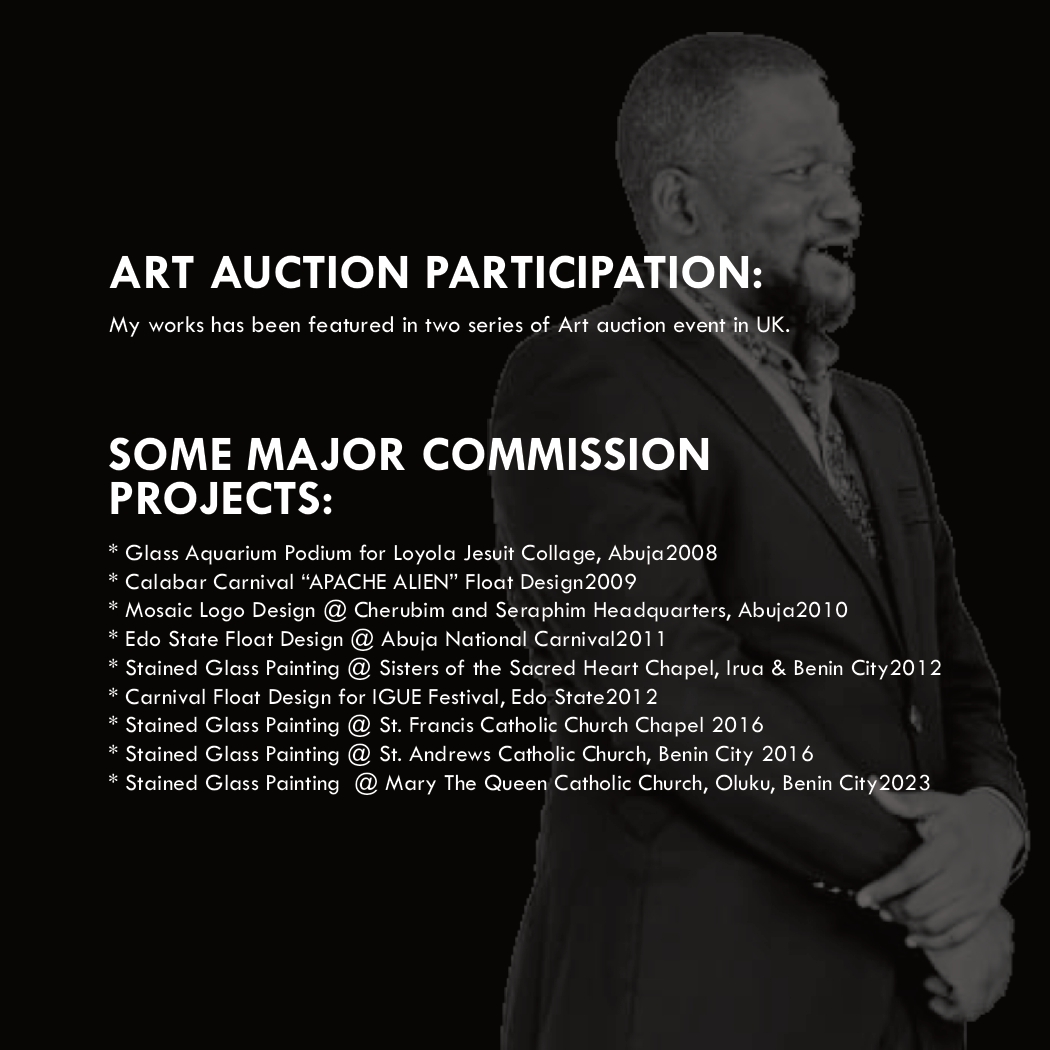 ART AUCTION PARTICIPATION:
My works has been featured in two series of Art auction event in UK.
SOME MAJOR COMMISSION
PROJECTS:
* Glass Aquarium Podium for Loyola Jesuit Collage, Abuja2008
* Calabar Carnival “APACHE ALIEN” Float Design2009
* Mosaic Logo Design @ Cherubim and Seraphim Headquarters, Abuja2010
* Edo State Float Design @ Abuja National Carnival2011
* Stained Glass Painting @ Sisters of the Sacred Heart Chapel, Irua & Benin City2012
* Carnival Float Design for IGUE Festival, Edo State2012
* Stained Glass Painting @ St. Francis Catholic Church Chapel 2016
* Stained Glass Painting @ St. Andrews Catholic Church, Benin City 2016
* Stained Glass Painting  @ Mary The Queen Catholic Church, Oluku, Benin City2023